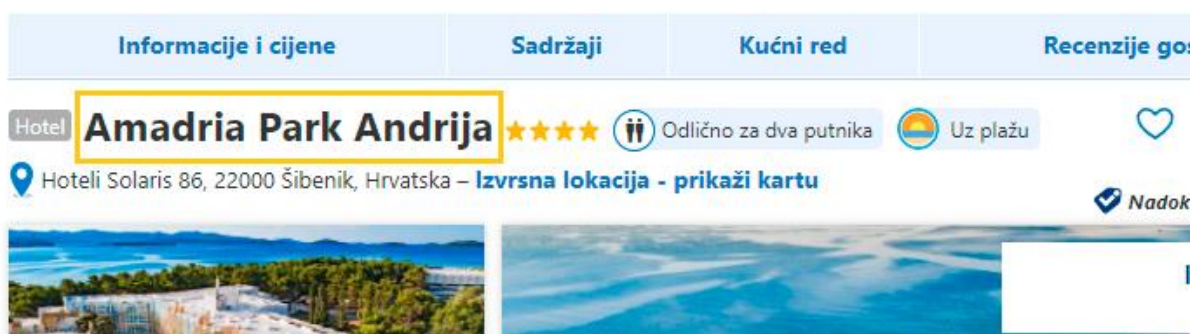 Informacije i cijene Sadržaji Kućni red Recenzije
Hotel Amadria Park Andrija Odlično za dva putnika Uz plažu
Hoteli Solaris 86, 22000 Šibenik, Hrvatska – Izvrsna lokacija - prikaži kartu